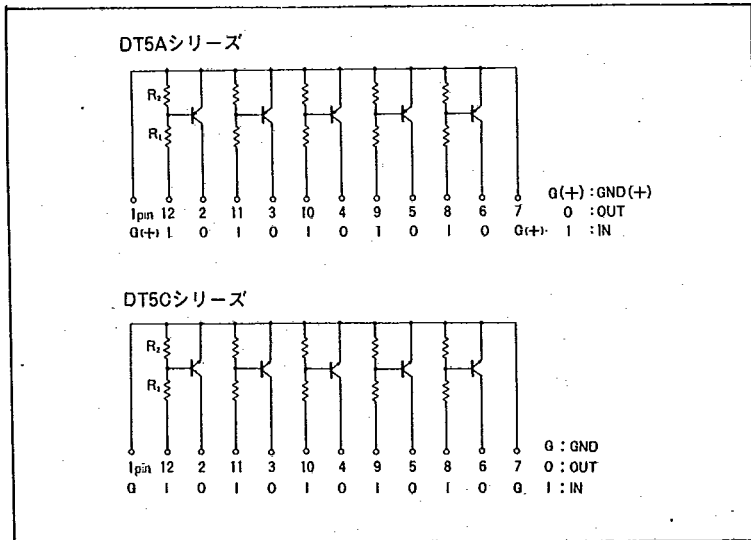 DT5Aシリーズ
R₂
R₁
1pin 12 2 11 3 10 4 9 5 8 6 7
G(+) I O I O I O I O I O G(+)
G(+) : GND(+)
O : OUT
I : IN
DT5Cシリーズ
R₂
R₁
1pin 12 2 11 3 10 4 9 5 8 6 7
G I O I O I O I O I O G
G : GND
O : OUT
I : IN